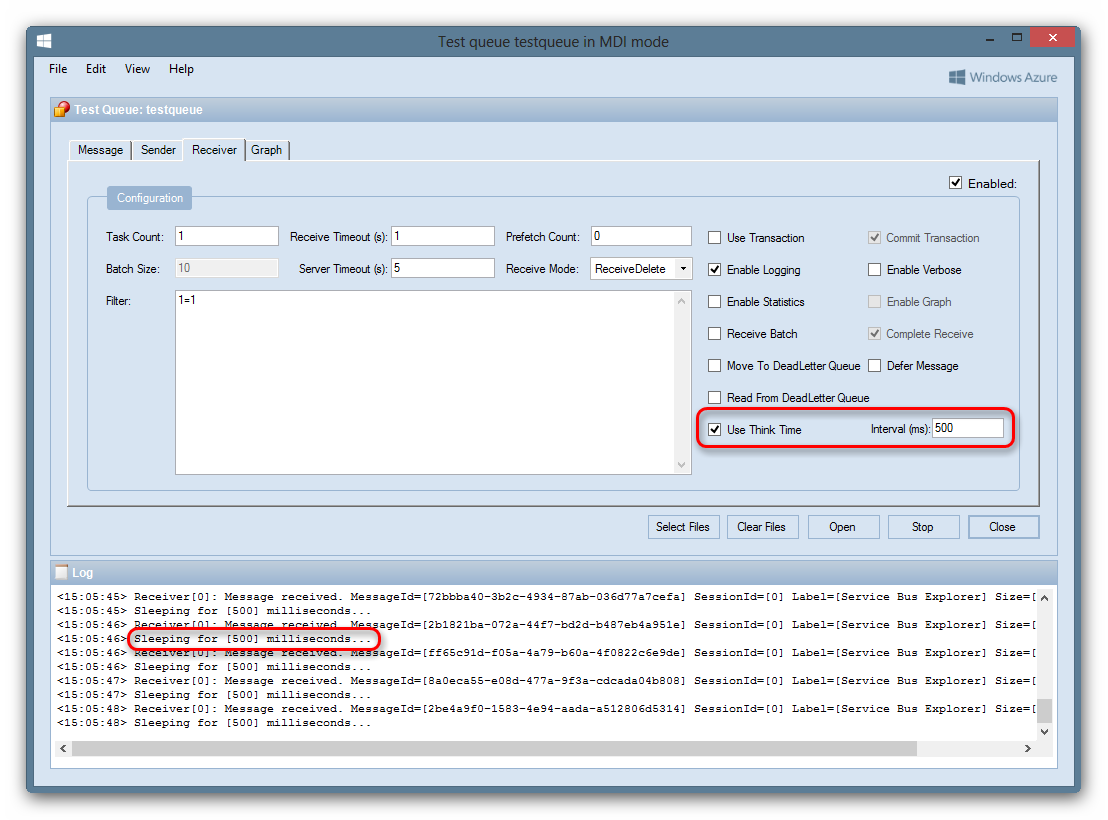 Test queue testqueue in MDI mode
File Edit View Help
Windows Azure
Test Queue: testqueue
Message Sender Receiver Graph
Enabled:
Configuration
Task Count: 1 Receive Timeout (s): 1 Prefetch Count: 0 Use Transaction Commit Transaction
Batch Size: 10 Server Timeout (s): 5 Receive Mode: ReceiveDelete Enable Logging Enable Verbose
Filter: 1=1 Enable Statistics Enable Graph
Receive Batch Complete Receive
Move To DeadLetter Queue Defer Message
Read From DeadLetter Queue
Use Think Time Interval (ms): 500
Select Files Clear Files Open Stop Close
Log
<15:05:45> Receiver[0]: Message received. MessageId=[72bbba40-3b2c-4934-87ab-036d77a7cefa] SessionId=[0] Label=[Service Bus Explorer] Size=[
<15:05:45> Sleeping for [500] milliseconds...
<15:05:46> Receiver[0]: Message received. MessageId=[2b1821ba-072a-44f7-bd2d-b487eb4a951e] SessionId=[0] Label=[Service Bus Explorer] Size=[
<15:05:46> Sleeping for [500] milliseconds...
<15:05:46> Receiver[0]: Message received. MessageId=[ff65c91d-f05a-4a79-b60a-4f0822c6e9de] SessionId=[0] Label=[Service Bus Explorer] Size=[
<15:05:46> Sleeping for [500] milliseconds...
<15:05:47> Receiver[0]: Message received. MessageId=[8a0eca55-e08d-477a-9f3a-cdcada04b808] SessionId=[0] Label=[Service Bus Explorer] Size=[
<15:05:47> Sleeping for [500] milliseconds...
<15:05:48> Receiver[0]: Message received. MessageId=[2be4a9f0-1583-4e94-aada-a512806d5314] SessionId=[0] Label=[Service Bus Explorer] Size=[
<15:05:48> Sleeping for [500] milliseconds...